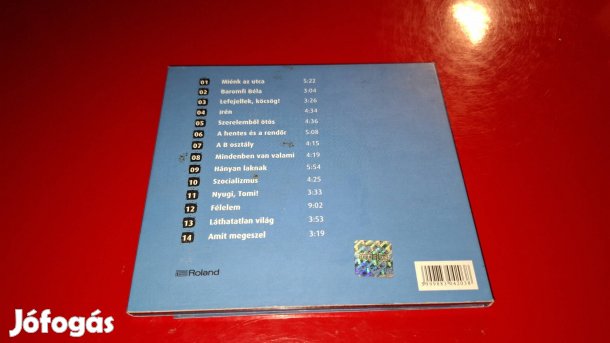 01 Miénk az utca 5:22
02 Baromfi Béla 3:04
03 Lefejellek, köcsög! 3:26
04 Irén 4:34
05 Szerelemből ötös 4:36
06 A hentes és a rendőr 5:08
07 A B osztály 4:15
08 Mindenben van valami 4:19
09 Hányan laknak 5:54
10 Szocializmus 4:25
11 Nyugi, Tomi! 3:33
12 Félelem 9:02
13 Láthatatlan világ 3:53
14 Amit megeszel 3:19
Roland
Jófogás